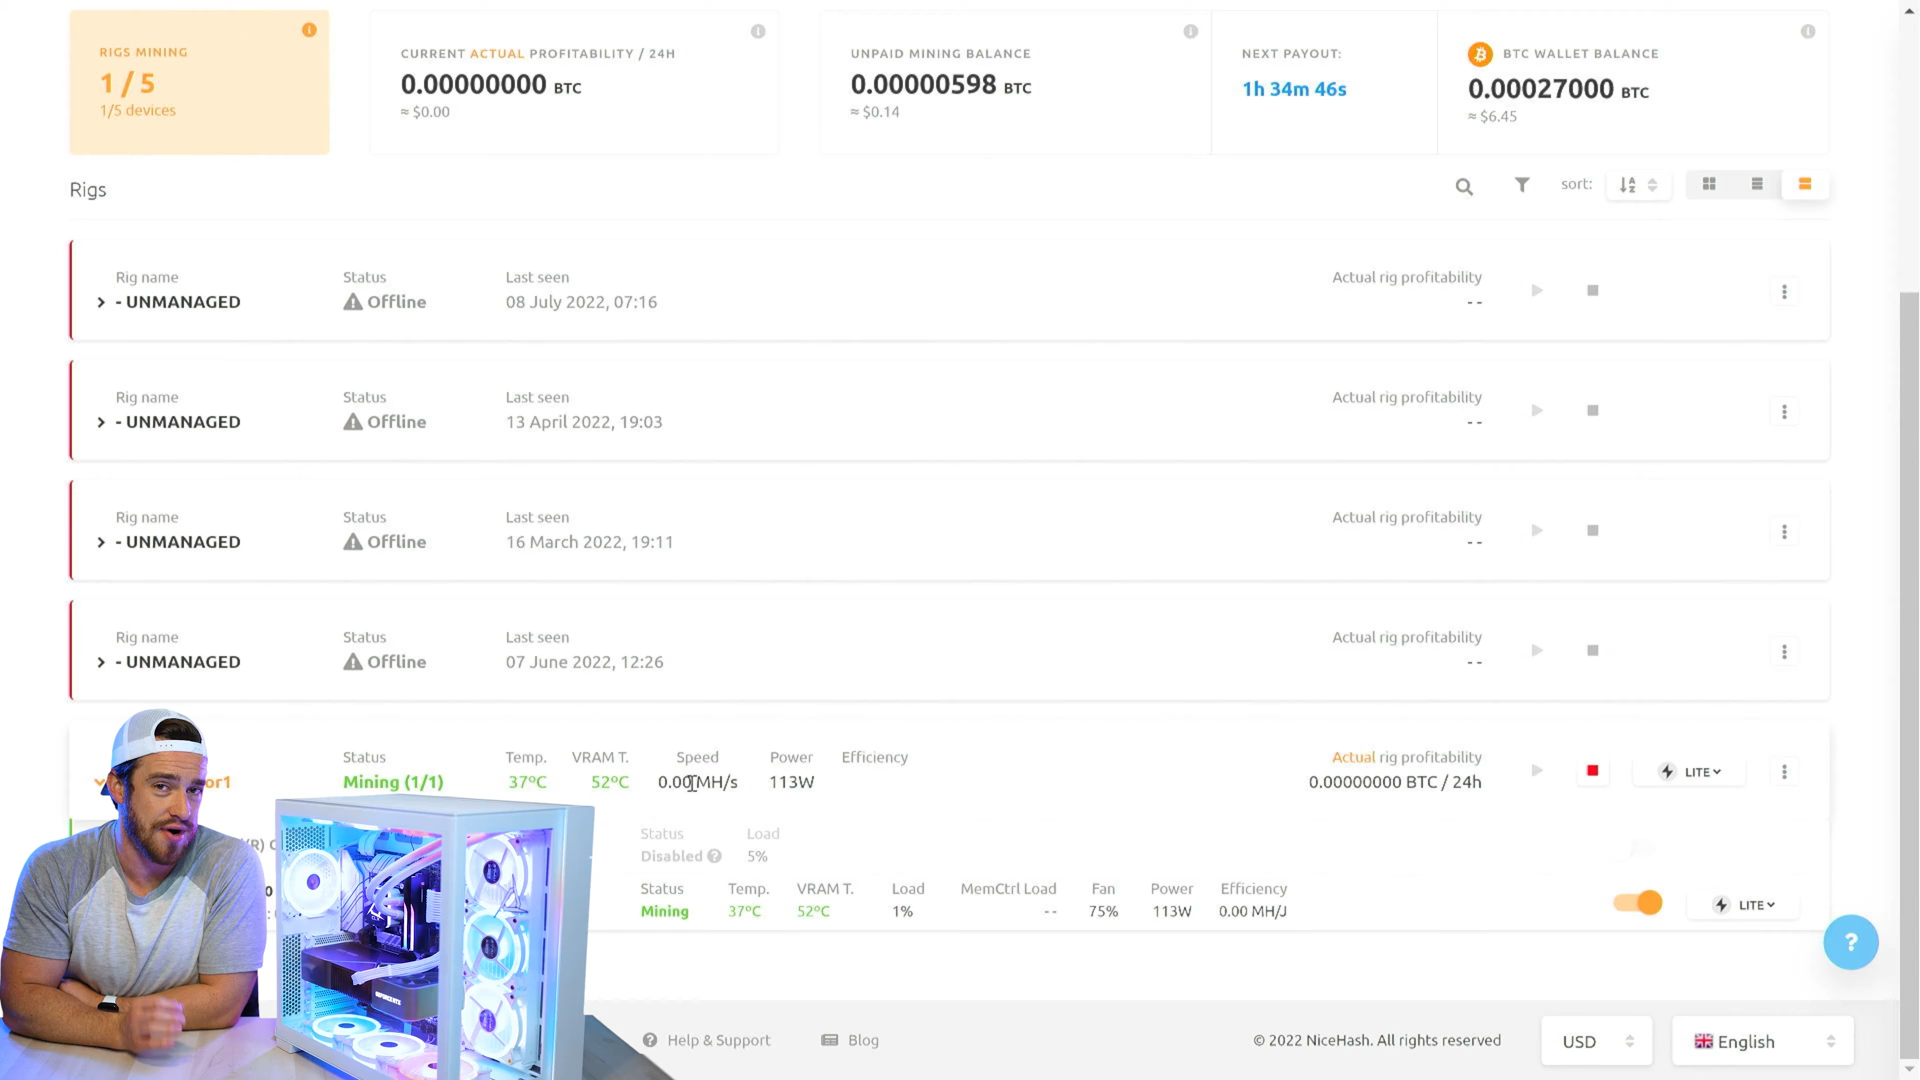 RIGS MINING
1 / 5
1/5 devices
CURRENT ACTUAL PROFITABILITY / 24H
0.00000000 BTC
≈ $0.00
UNPAID MINING BALANCE
0.00000598 BTC
≈ $0.14
NEXT PAYOUT:
1h 34m 46s
BTC WALLET BALANCE
0.00027000 BTC
≈ $6.45
Rigs
sort:
Rig name Status Last seen Actual rig profitability
- UNMANAGED Offline 08 July 2022, 07:16 - -
Rig name Status Last seen Actual rig profitability
- UNMANAGED Offline 13 April 2022, 19:03 - -
Rig name Status Last seen Actual rig profitability
- UNMANAGED Offline 16 March 2022, 19:11 - -
Rig name Status Last seen Actual rig profitability
- UNMANAGED Offline 07 June 2022, 12:26 - -
Status Temp. VRAM T. Speed Power Efficiency Actual rig profitability
or1 Mining (1/1) 37°C 52°C 0.00 MH/s 113W 0.00000000 BTC / 24h LITE
Status Load
Disabled 5%
Status Temp. VRAM T. Load MemCtrl Load Fan Power Efficiency
Mining 37°C 52°C 1% - - 75% 113W 0.00 MH/J LITE
GEFORCE RTX
?
Help & Support Blog © 2022 NiceHash. All rights reserved USD English